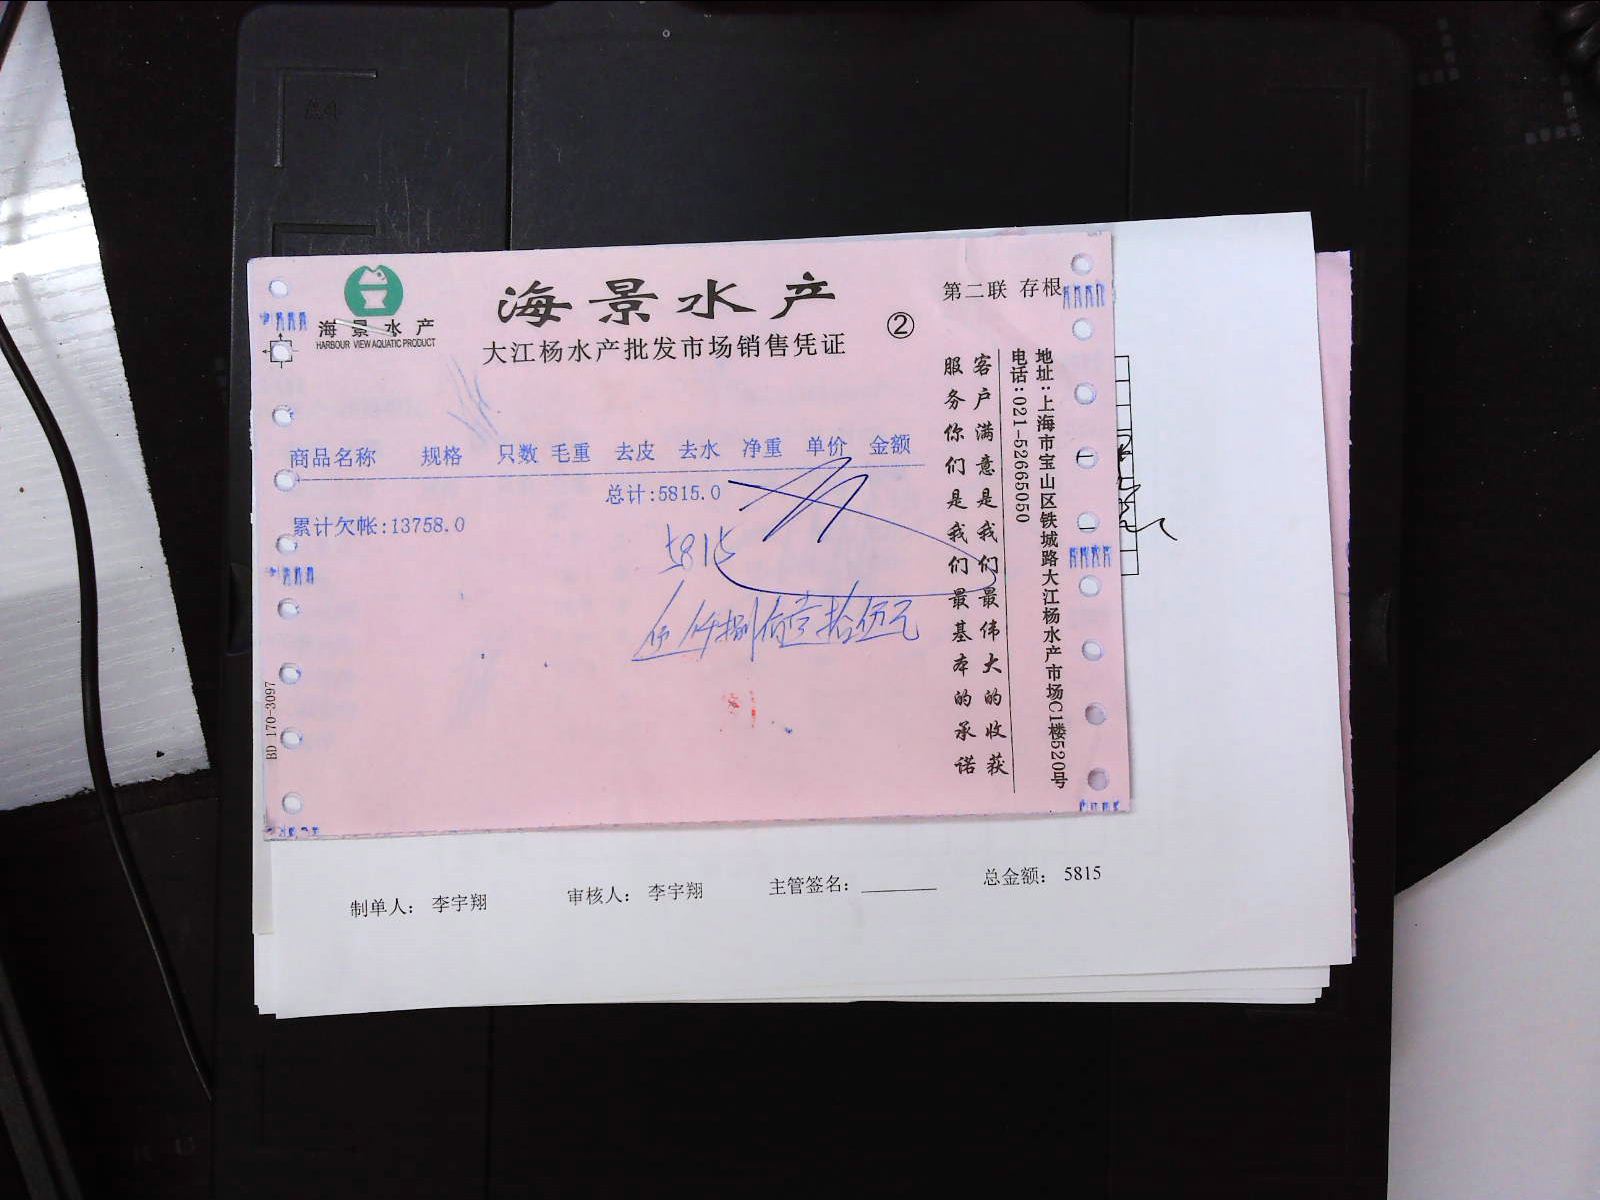 海景水产
HARBOUR VIEW AQUATIC PRODUCT
海景水产
大江杨水产批发市场销售凭证
②
第二联 存根
商品名称 规格 只数 毛重 去皮 去水 净重 单价 金额
总计:5815.0
累计欠帐:13758.0
5815
伍仟捌佰壹拾伍元
客户满意是我们最伟大的收获
服务你们是我们最基本的承诺
地址:上海市宝山区铁城路大江杨水产市场C1楼520号
电话:021-52665050
BD 170-3097
制单人: 李宇翔 审核人: 李宇翔 主管签名: 总金额: 5815